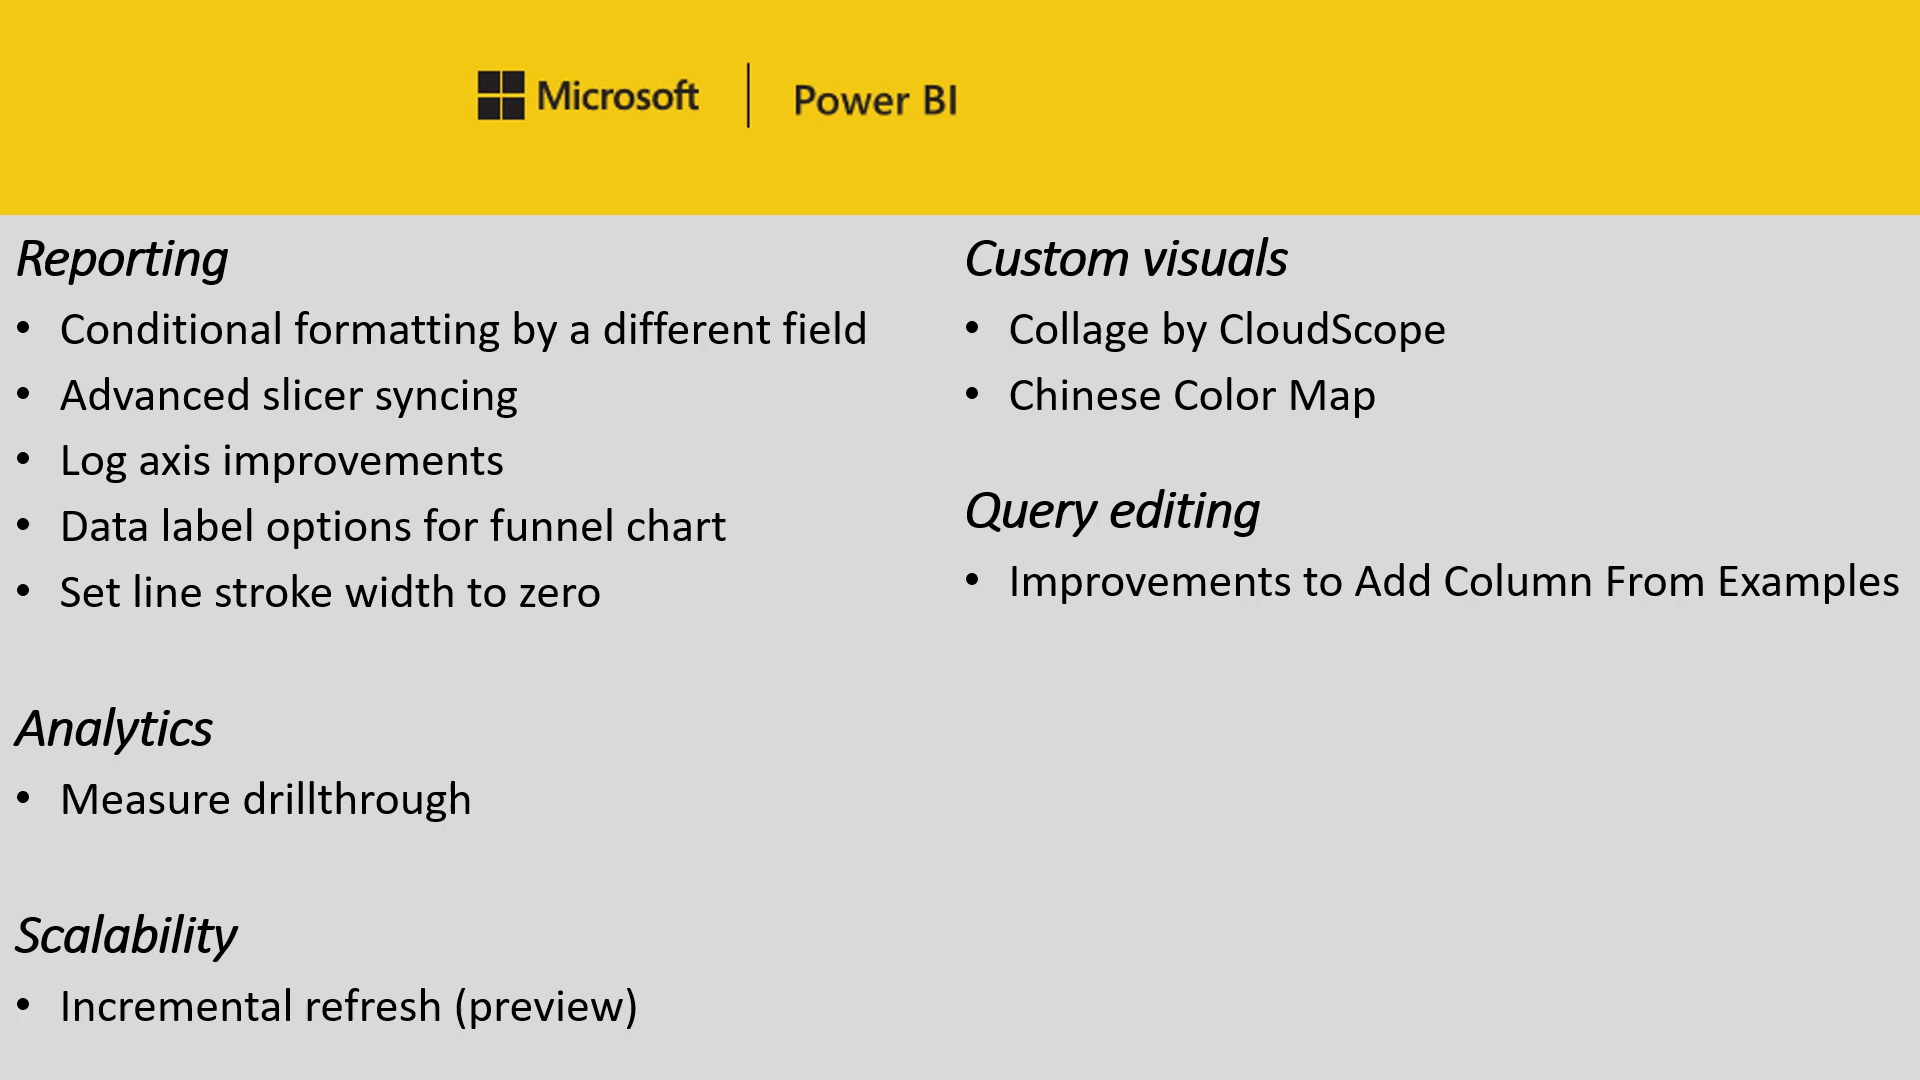 Microsoft | Power BI
Reporting
• Conditional formatting by a different field
• Advanced slicer syncing
• Log axis improvements
• Data label options for funnel chart
• Set line stroke width to zero
Analytics
• Measure drillthrough
Scalability
• Incremental refresh (preview)
Custom visuals
• Collage by CloudScope
• Chinese Color Map
Query editing
• Improvements to Add Column From Examples